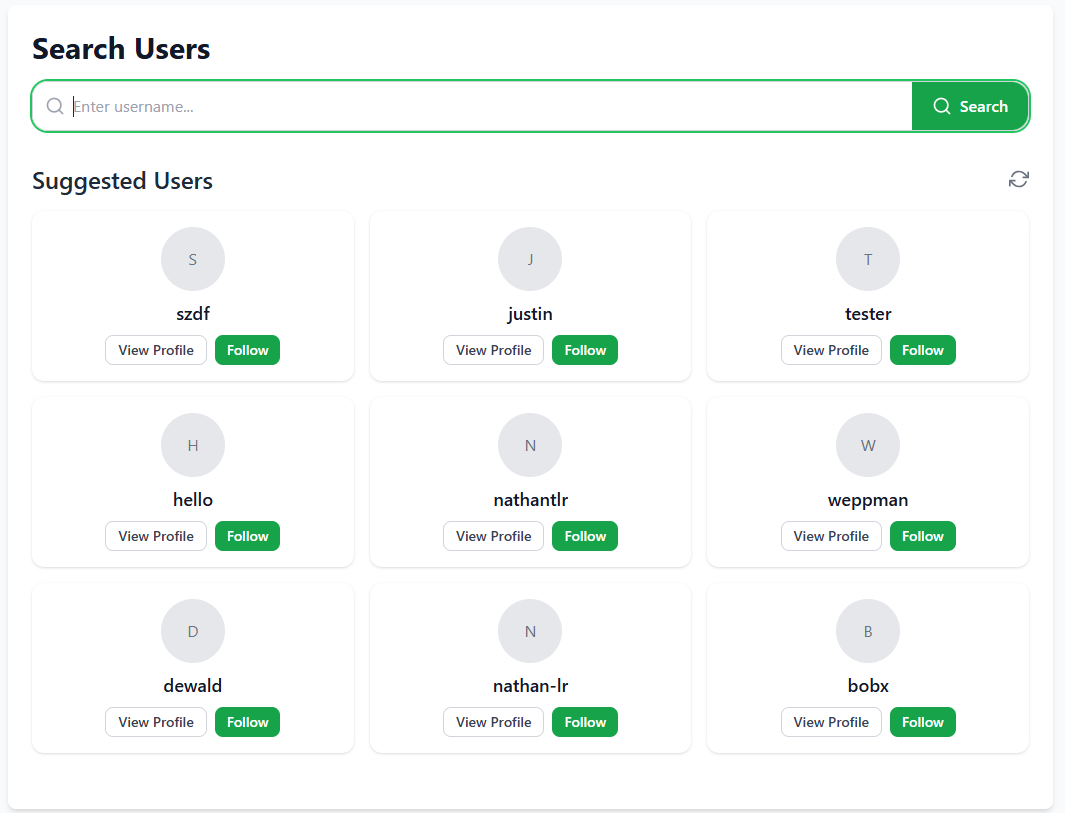 Search Users
Enter username...
Search
Suggested Users
S
J
T
szdf
justin
tester
View Profile Follow
View Profile Follow
View Profile Follow
H
N
W
hello
nathantlr
weppman
View Profile Follow
View Profile Follow
View Profile Follow
D
N
B
dewald
nathan-lr
bobx
View Profile Follow
View Profile Follow
View Profile Follow